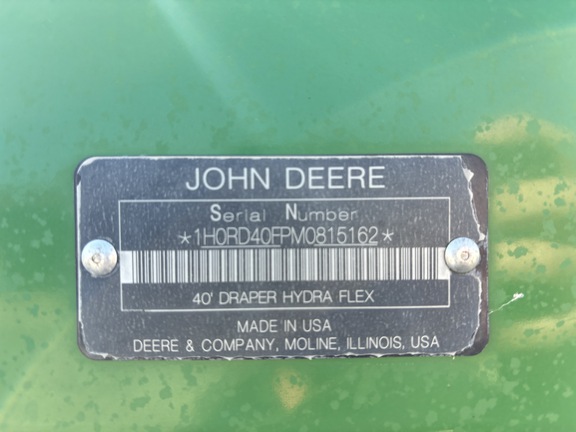 JOHN DEERE
Serial Number
*1H0RD40FPM0815162*
40' DRAPER HYDRA FLEX
MADE IN USA
DEERE & COMPANY, MOLINE, ILLINOIS, USA